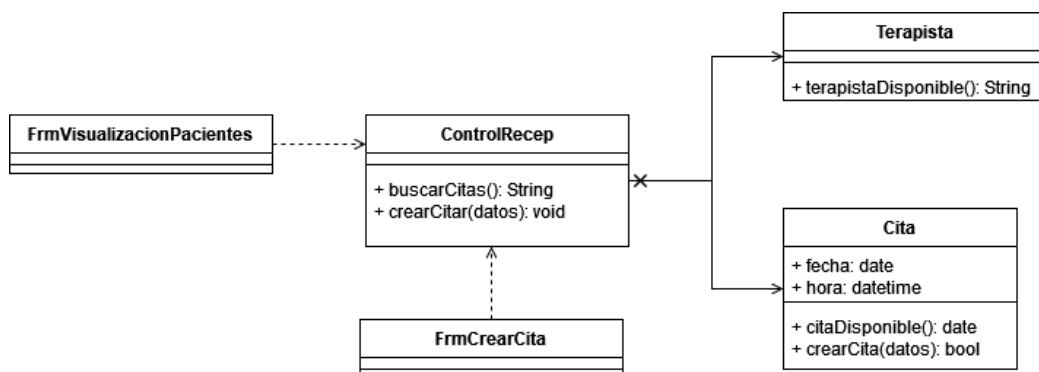 Terapista
+ terapistaDisponible(): String
FrmVisualizacionPacientes
ControlRecep
+ buscarCitas(): String
+ crearCitar(datos): void
Cita
+ fecha: date
+ hora: datetime
+ citaDisponible(): date
+ crearCita(datos): bool
FrmCrearCita